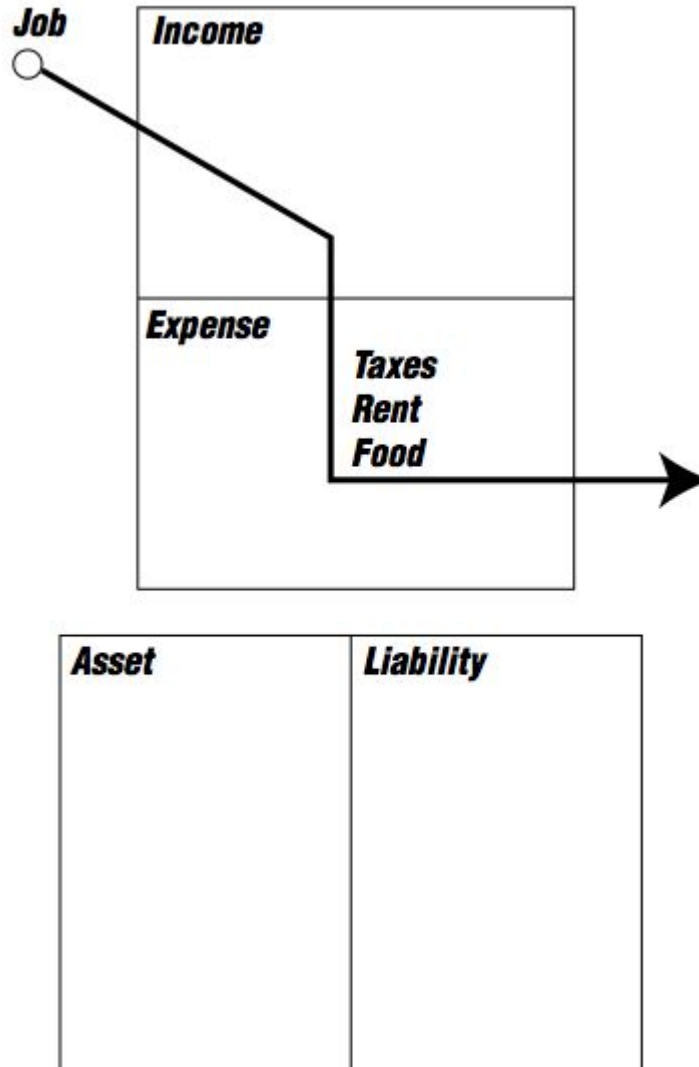 Job
Income
Expense
Taxes
Rent
Food
Asset
Liability